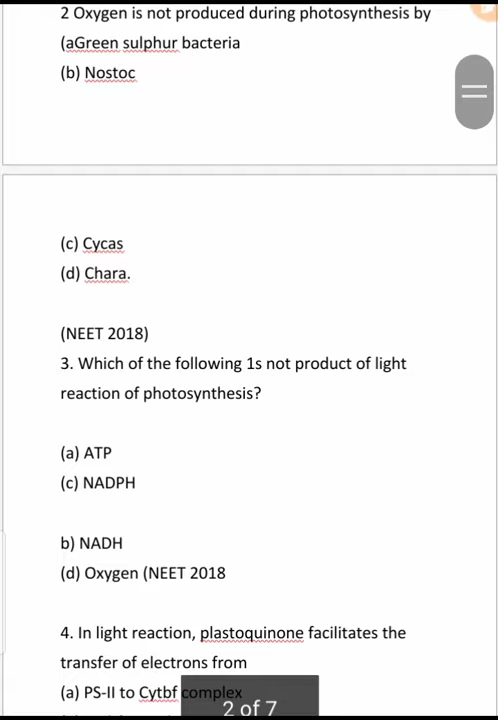 2 Oxygen is not produced during photosynthesis by
(aGreen sulphur bacteria
(b) Nostoc
(c) Cycas
(d) Chara.
(NEET 2018)
3. Which of the following 1s not product of light
reaction of photosynthesis?
(a) ATP
(c) NADPH
b) NADH
(d) Oxygen (NEET 2018
4. In light reaction, plastoquinone facilitates the
transfer of electrons from
(a) PS-II to Cytbf complex
2 of 7